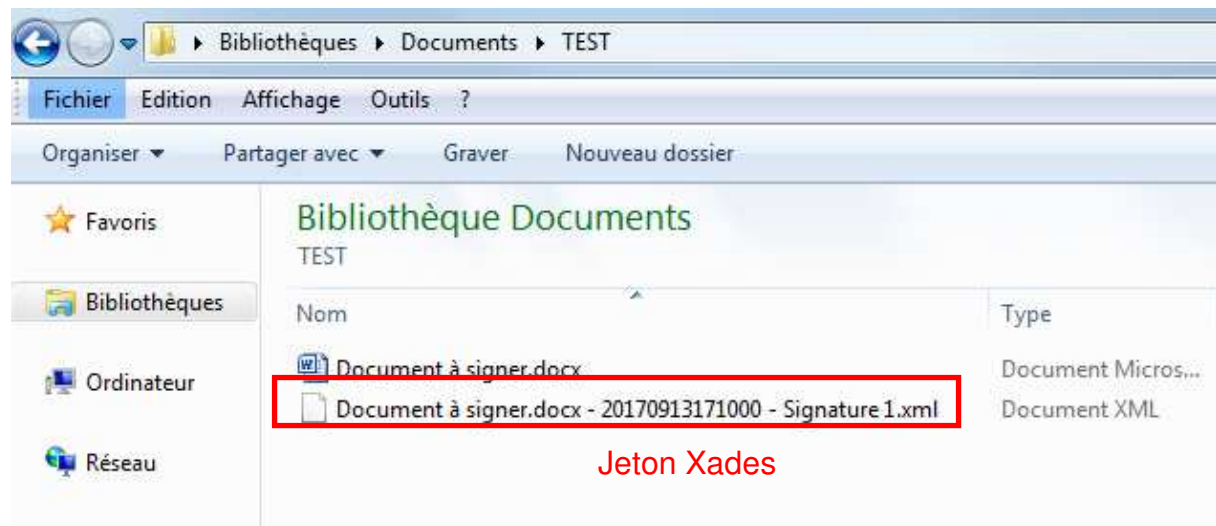 Bibliothèques Documents TEST
Fichier Edition Affichage Outils ?
Organiser Partager avec Graver Nouveau dossier
Favoris
Bibliothèque Documents
TEST
Bibliothèques
Nom Type
Document à signer.docx Document Micros...
Ordinateur
Document à signer.docx - 20170913171000 - Signature 1.xml Document XML
Réseau
Jeton Xades